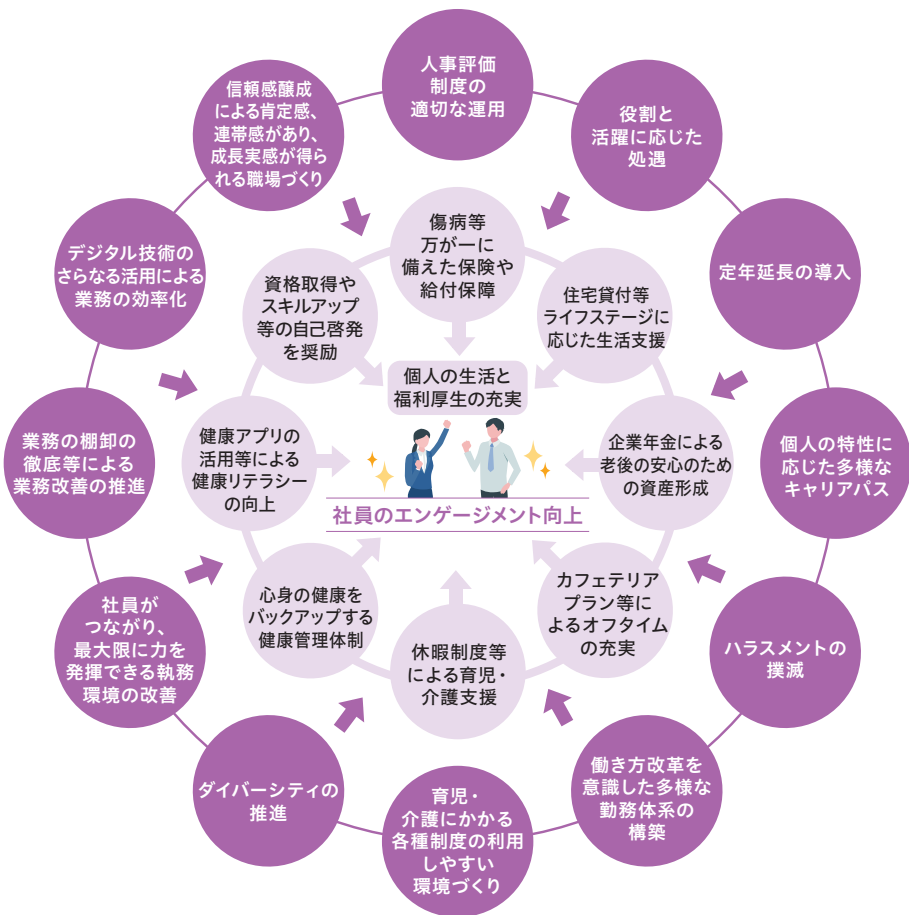 人事評価
制度の
適切な運用
役割と
活躍に応じた
処遇
定年延長の導入
個人の特性に
応じた多様な
キャリアパス
ハラスメントの
撲滅
働き方改革を
意識した多様な
勤務体系の
構築
育児・
介護にかかる
各種制度の利用
しやすい
環境づくり
ダイバーシティの
推進
社員が
つながり、
最大限に力を
発揮できる執務
環境の改善
業務の棚卸の
徹底等による
業務改善の推進
デジタル技術の
さらなる活用による
業務の効率化
信頼感醸成
による肯定感、
連帯感があり、
成長実感が得ら
れる職場づくり
傷病等
万が一に
備えた保険や
給付保障
住宅貸付等
ライフステージに
応じた生活支援
企業年金による
老後の安心のため
の資産形成
カフェテリア
プラン等に
よるオフタイム
の充実
休暇制度等
による育児・
介護支援
心身の健康を
バックアップする
健康管理体制
健康アプリの
活用等による
健康リテラシー
の向上
資格取得や
スキルアップ
等の自己啓発
を奨励
個人の生活と
福利厚生の充実
社員のエンゲージメント向上